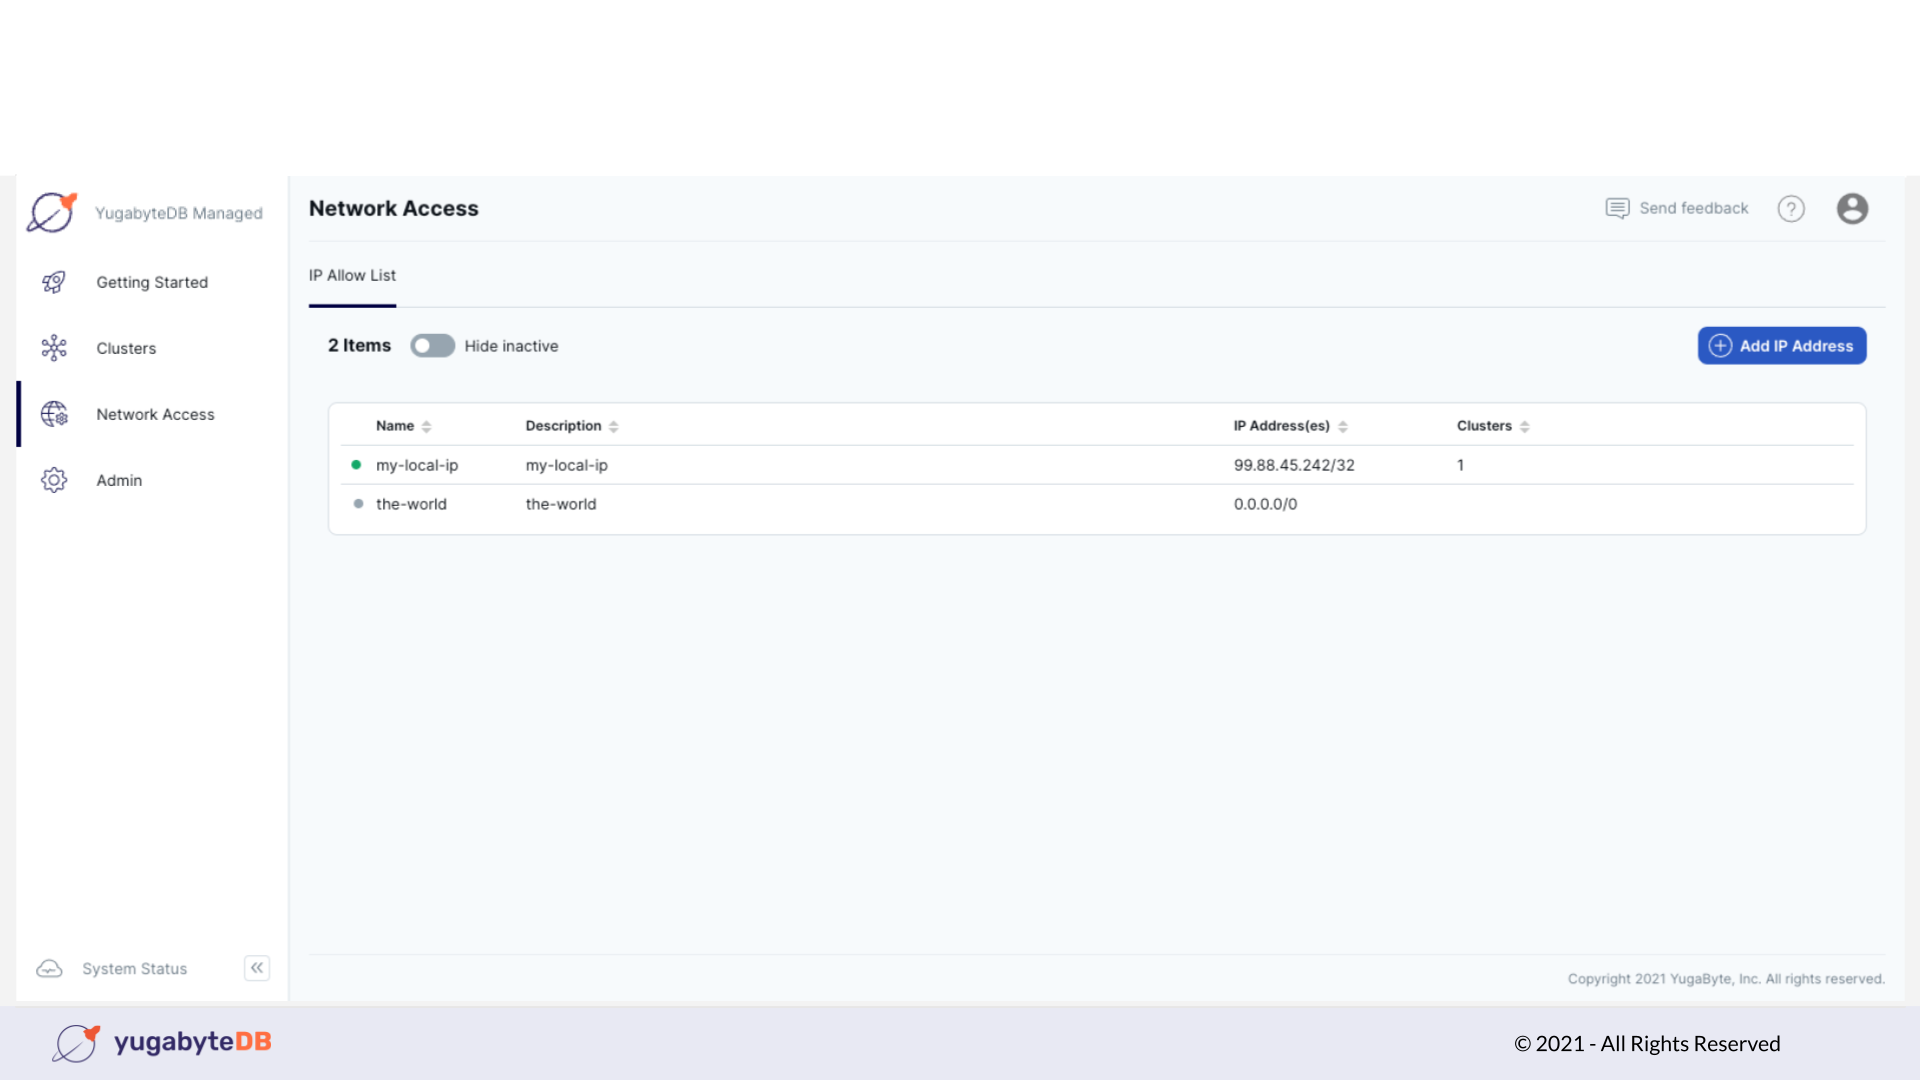 YugabyteDB Managed
Getting Started
Clusters
Network Access
Admin
System Status
Network Access
Send feedback
?
IP Allow List
2 Items Hide inactive
Add IP Address
Name Description IP Address(es) Clusters
my-local-ip my-local-ip 99.88.45.242/32 1
the-world the-world 0.0.0.0/0
Copyright 2021 YugaByte, Inc. All rights reserved.
yugabyteDB
© 2021 - All Rights Reserved